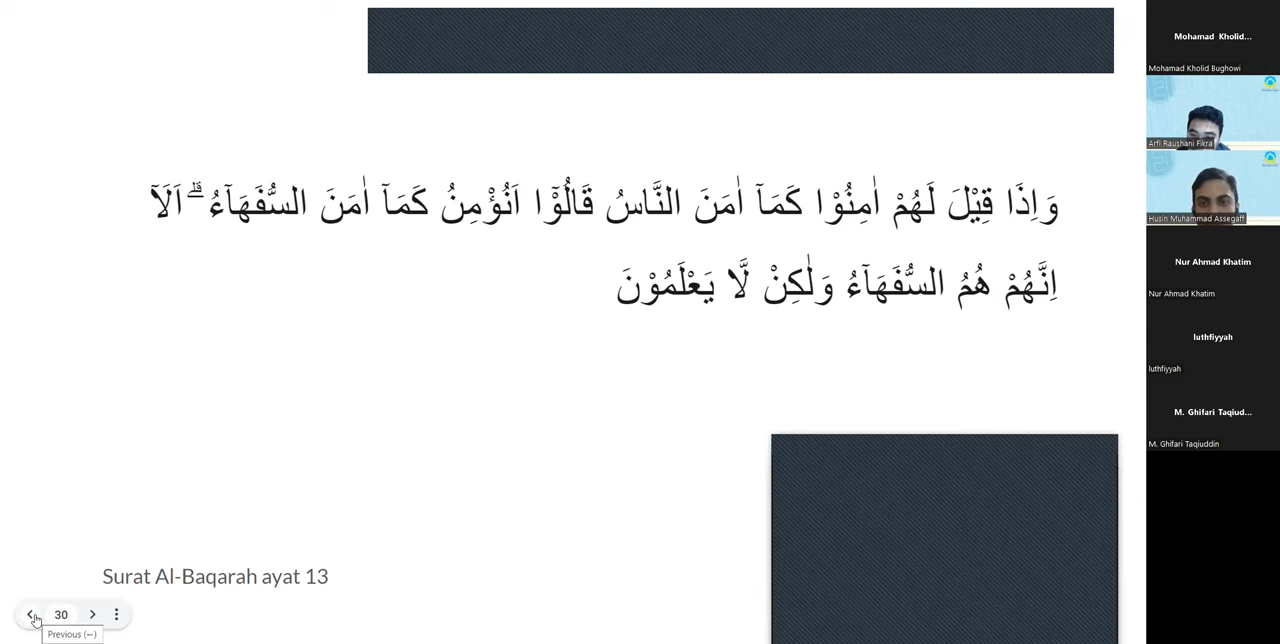 وَاِذَا قِيْلَ لَهُمْ اٰمِنُوْا كَمَآ اٰمَنَ النَّاسُ قَالُوْٓا اَنُؤْمِنُ كَمَآ اٰمَنَ السُّفَهَاۤءُ ۗ اَلَآ
اِنَّهُمْ هُمُ السُّفَهَاۤءُ وَلٰكِنْ لَّا يَعْلَمُوْنَ
Surat Al-Baqarah ayat 13
30
Previous (←)
Mohamad Kholid...
Mohamad Kholid Bughowi
Arfi Raushani Fikra
Husin Muhammad Assegaff
Nur Ahmad Khatim
Nur Ahmad Khatim
luthfiyyah
luthfiyyah
M. Ghifari Taqiud...
M. Ghifari Taqiuddin